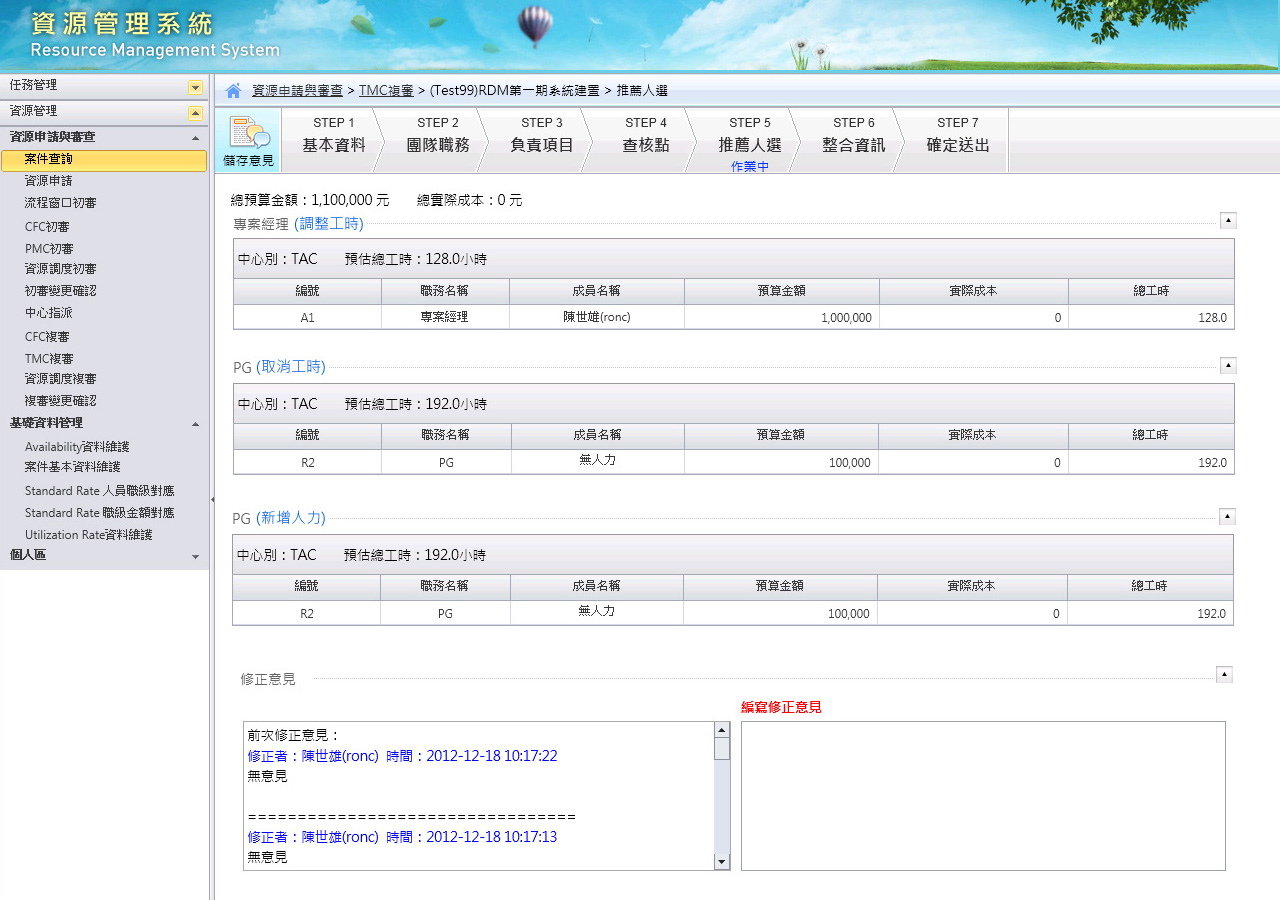 資源管理系統
Resource Management System
任務管理
資源管理
資源申請與審查
案件查詢
資源申請
流程窗口初審
CFC初審
PMC初審
資源調度初審
初審變更確認
中心指派
CFC複審
TMC複審
資源調度複審
複審變更確認
基礎資料管理
Availability資料維護
案件基本資料維護
Standard Rate 人員職級對應
Standard Rate 職級金額對應
Utilization Rate資料維護
個人區
資源申請與審查 > TMC複審 > (Test99)RDM第一期系統建置 > 推薦人選
儲存意見
STEP 1 基本資料
STEP 2 團隊職務
STEP 3 負責項目
STEP 4 查核點
STEP 5 推薦人選 作業中
STEP 6 整合資訊
STEP 7 確定送出
總預算金額：1,100,000 元 總實際成本：0 元
專案經理 (調整工時)
中心別：TAC 預估總工時：128.0小時
編號 職務名稱 成員名稱 預算金額 實際成本 總工時
A1 專案經理 陳世雄(ronc) 1,000,000 0 128.0
PG (取消工時)
中心別：TAC 預估總工時：192.0小時
編號 職務名稱 成員名稱 預算金額 實際成本 總工時
R2 PG 無人力 100,000 0 192.0
PG (新增人力)
中心別：TAC 預估總工時：192.0小時
編號 職務名稱 成員名稱 預算金額 實際成本 總工時
R2 PG 無人力 100,000 0 192.0
修正意見
前次修正意見：
修正者：陳世雄(ronc) 時間：2012-12-18 10:17:22
無意見
=================================
修正者：陳世雄(ronc) 時間：2012-12-18 10:17:13
無意見
編寫修正意見